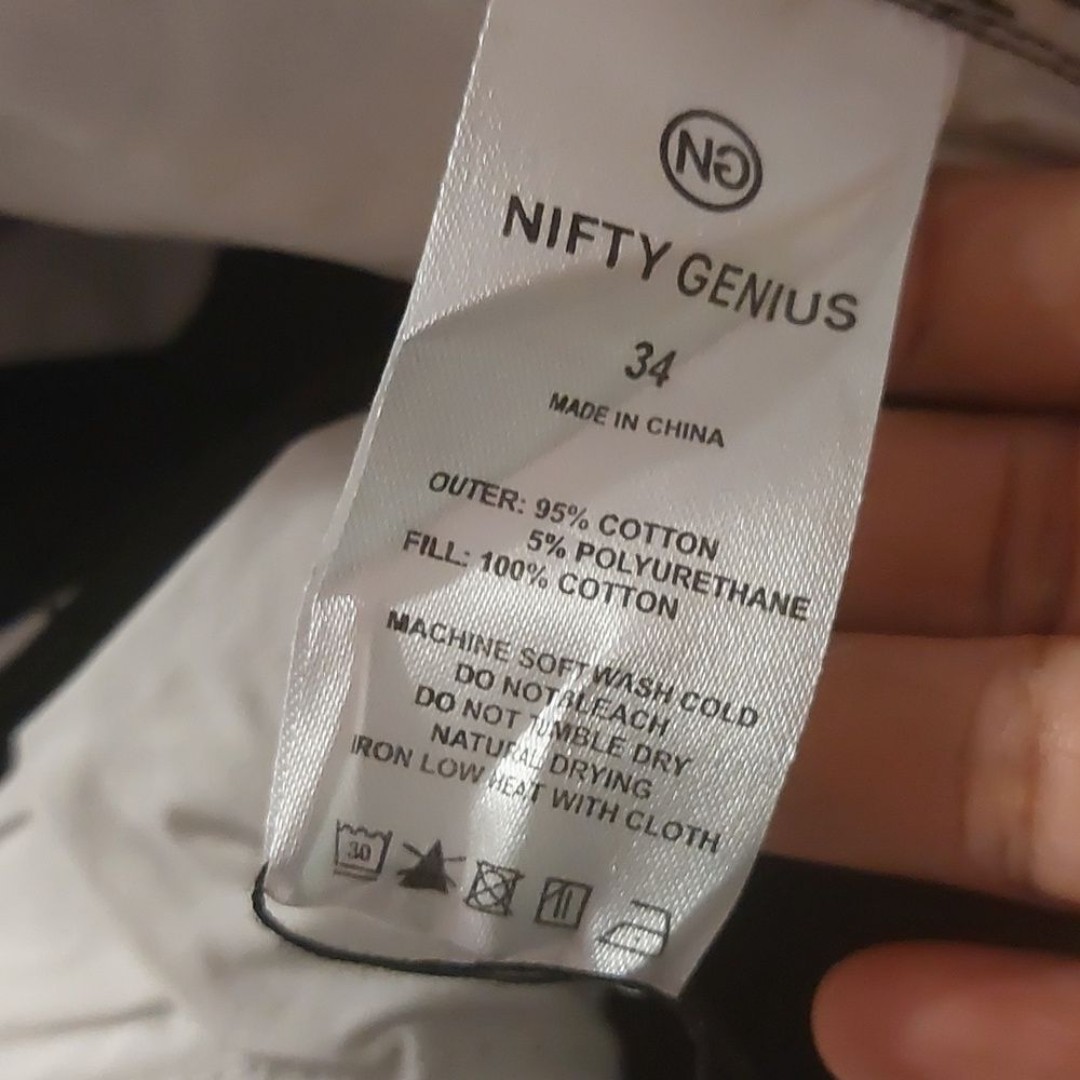 NG
NIFTY GENIUS
34
MADE IN CHINA
OUTER: 95% COTTON
5% POLYURETHANE
FILL: 100% COTTON
MACHINE SOFT WASH COLD
DO NOT BLEACH
DO NOT TUMBLE DRY
NATURAL DRYING
IRON LOW HEAT WITH CLOTH
30